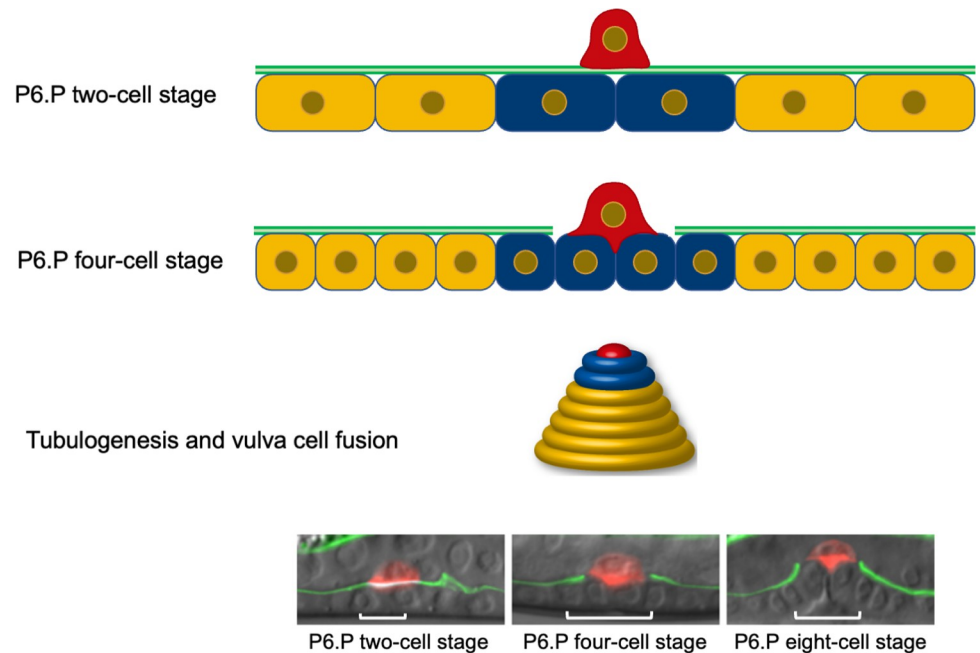 P6.P two-cell stage
P6.P four-cell stage
Tubulogenesis and vulva cell fusion
P6.P two-cell stage
P6.P four-cell stage
P6.P eight-cell stage